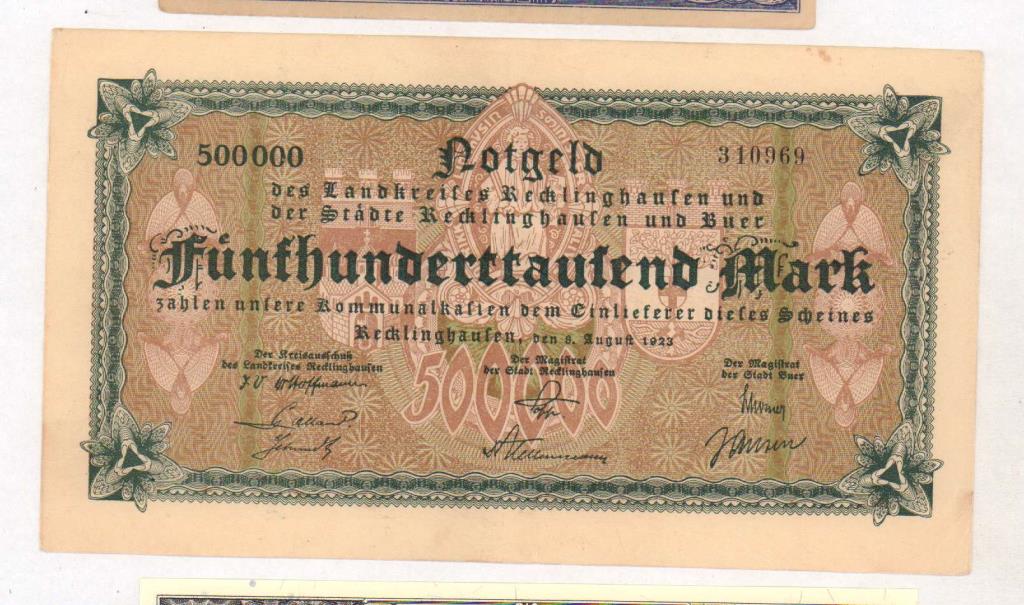 500000 Notgeld 310969
des Landkreises Recklinghausen und
der Städte Recklinghausen und Buer
Fünfhunderttausend Mark
zahlen unsere Kommunalkassen dem Einlieferer dieses Scheines
Recklinghausen, den 8. August 1923
Der Kreisausschuß
des Landkreises Recklinghausen
Der Magistrat
der Stadt Recklinghausen
Der Magistrat
der Stadt Buer
J.V. Hoffmann
Jansen
500000